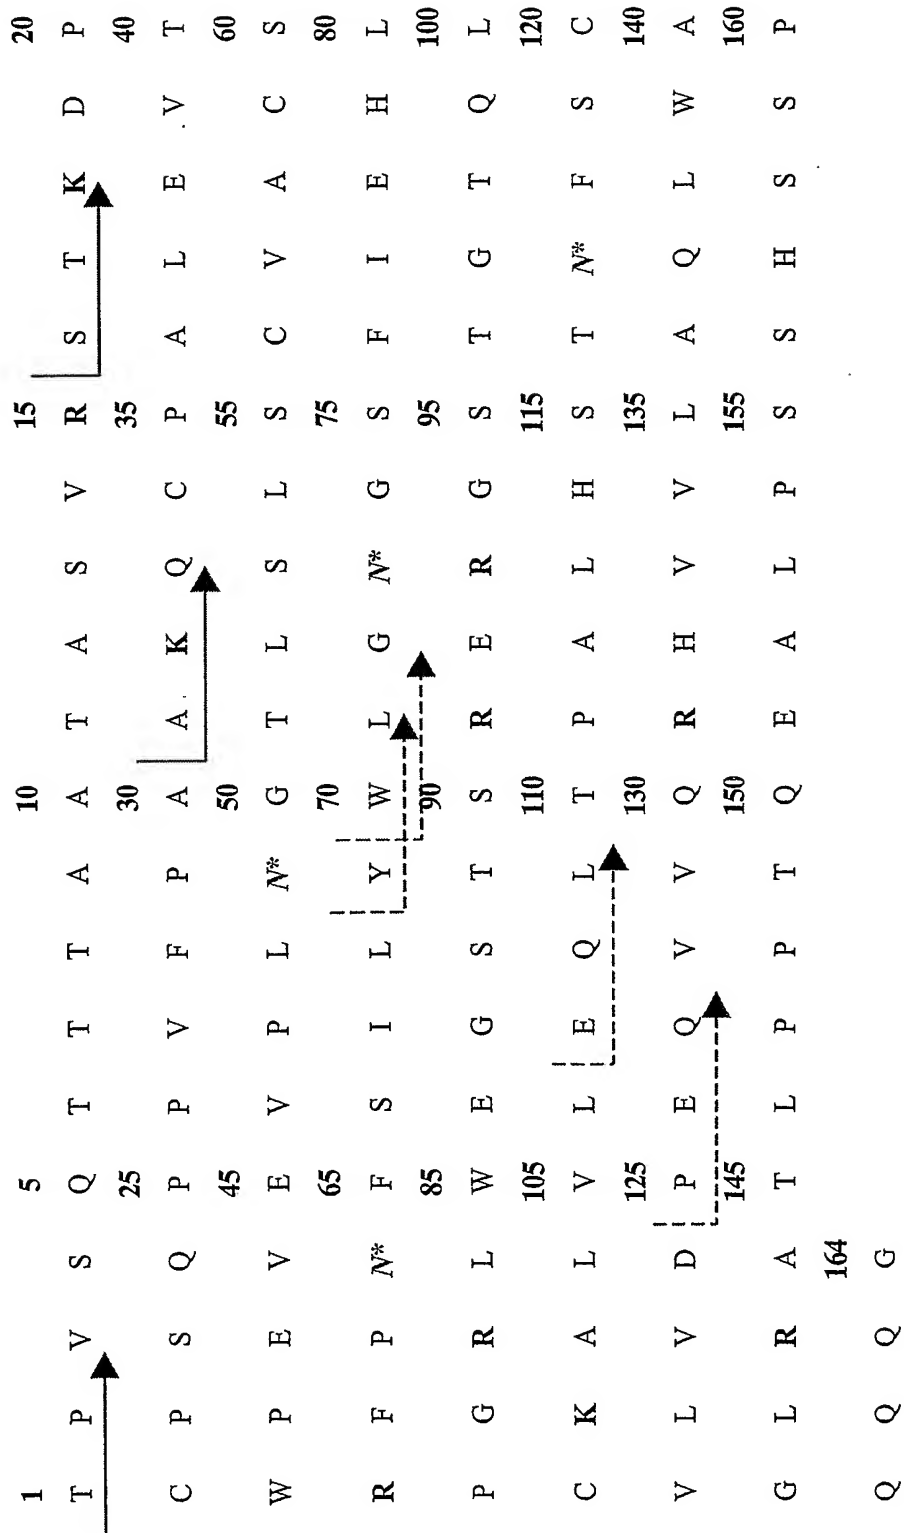 1 5 10 15 20
T P V S Q T T T A A T A S V R S T K D P
25 30 35 40
C P S Q P P V F P A A K Q C P A L E V T
45 50 55 60
W P E V E V P L N* G T L S L S C V A C S
65 70 75 80
R F P N* F S I L Y W L G N* G S F I E H L
85 90 95 100
P G R L W E G S T S R E R G S T G T Q L
105 110 115 120
C K A L V L E Q L T P A L H S T N* F S C
125 130 135 140
V L V D P E Q V V Q R H V V L A Q L W A
145 150 155 160
G L R A T L P P T Q E A L P S S H S S P
164
Q Q Q G